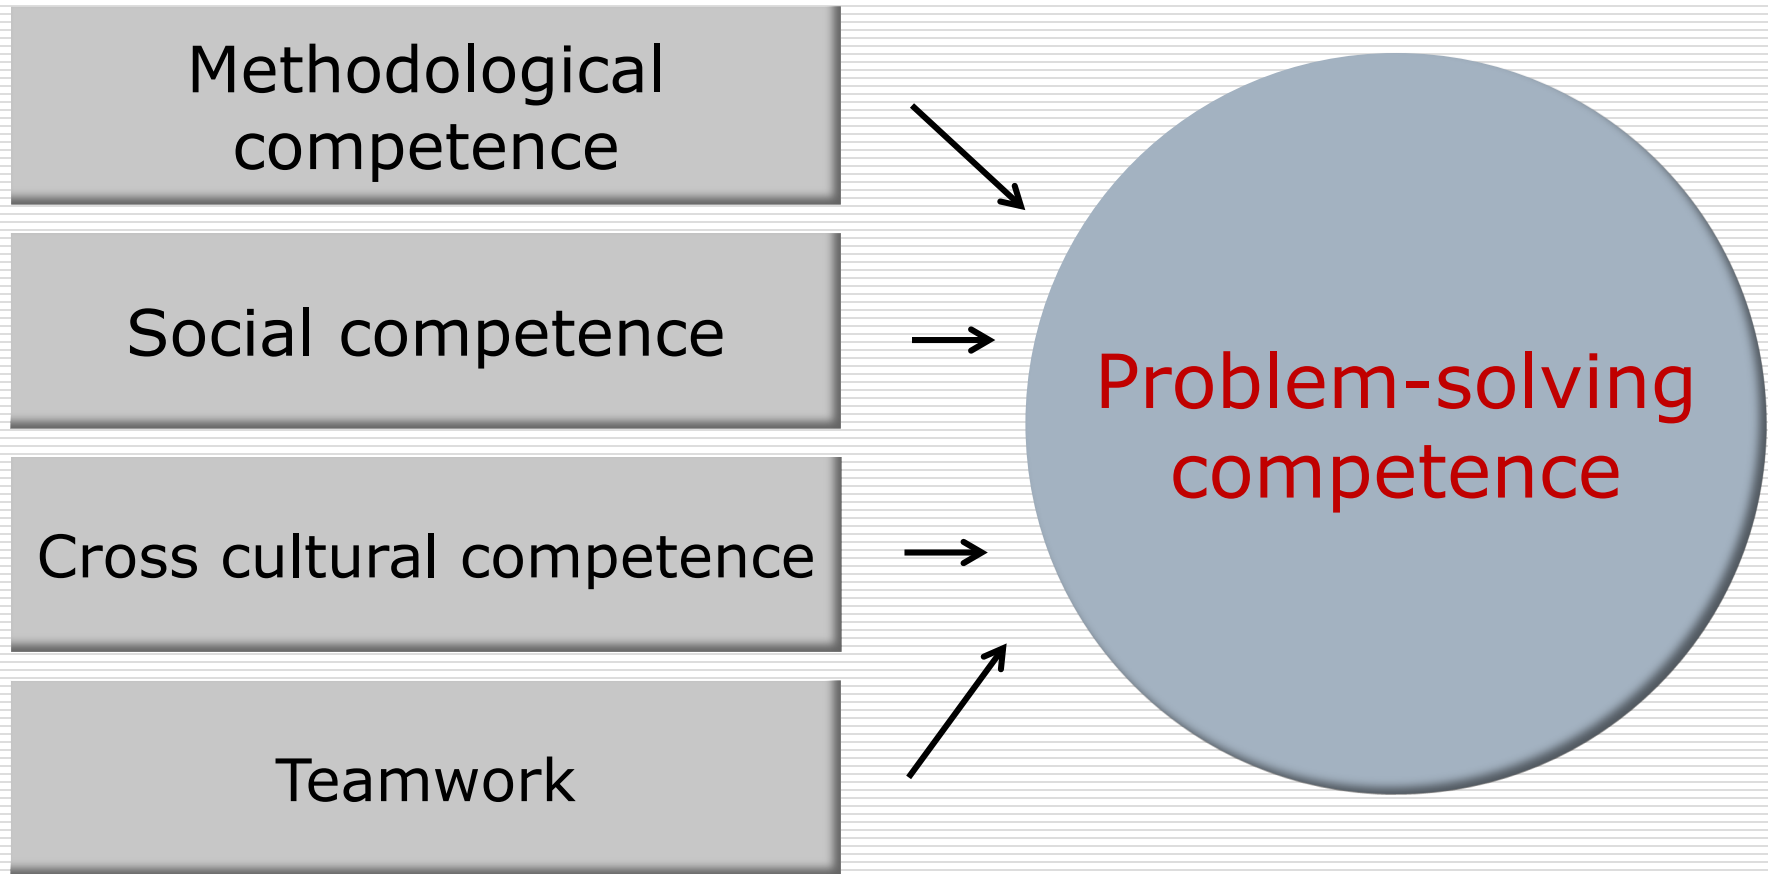 Methodological
competence
Social competence
Cross cultural competence
Teamwork
Problem-solving
competence